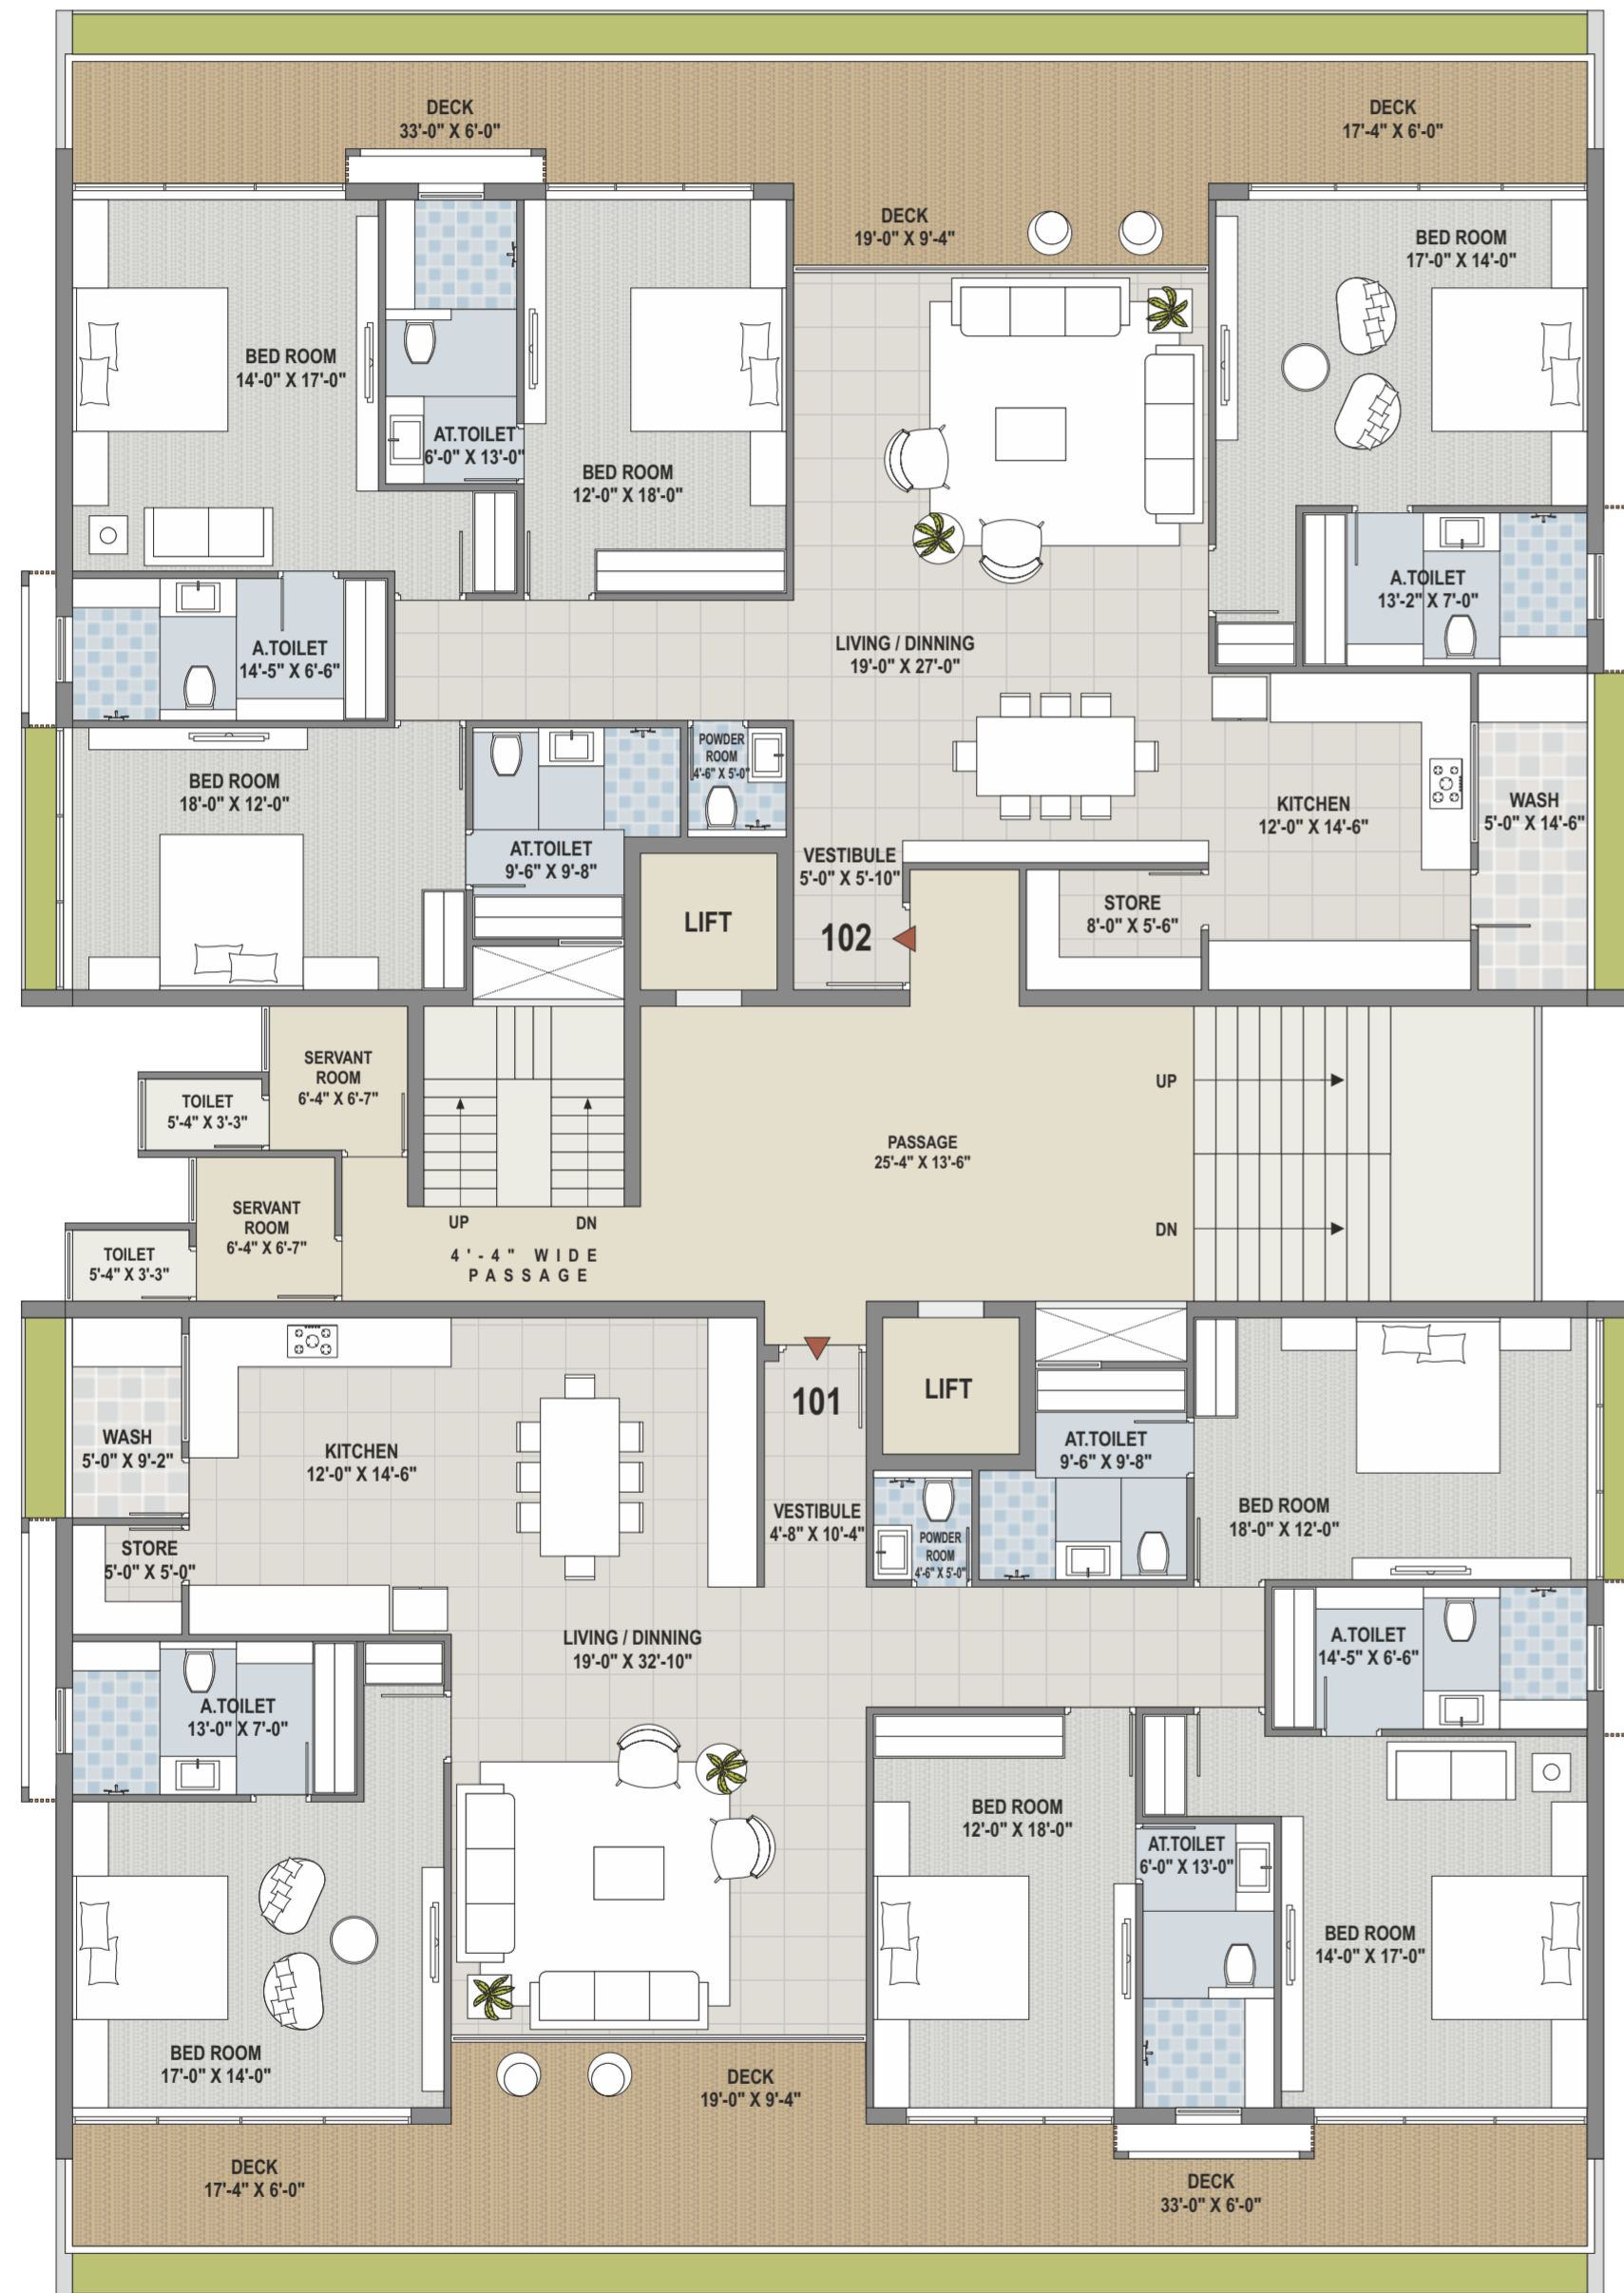 DECK
33'-0" X 6'-0"
DECK
17'-4" X 6'-0"
DECK
19'-0" X 9'-4"
BED ROOM
17'-0" X 14'-0"
BED ROOM
14'-0" X 17'-0"
AT.TOILET
6'-0" X 13'-0"
BED ROOM
12'-0" X 18'-0"
A.TOILET
13'-2" X 7'-0"
A.TOILET
14'-5" X 6'-6"
LIVING / DINNING
19'-0" X 27'-0"
BED ROOM
18'-0" X 12'-0"
POWDER
ROOM
4'-6" X 5'-0"
AT.TOILET
9'-6" X 9'-8"
VESTIBULE
5'-0" X 5'-10"
KITCHEN
12'-0" X 14'-6"
WASH
5'-0" X 14'-6"
LIFT
102
STORE
8'-0" X 5'-6"
SERVANT
ROOM
6'-4" X 6'-7"
TOILET
5'-4" X 3'-3"
UP
PASSAGE
25'-4" X 13'-6"
SERVANT
ROOM
6'-4" X 6'-7"
TOILET
5'-4" X 3'-3"
UP
DN
DN
4'-4" WIDE
PASSAGE
101
LIFT
WASH
5'-0" X 9'-2"
KITCHEN
12'-0" X 14'-6"
AT.TOILET
9'-6" X 9'-8"
VESTIBULE
4'-8" X 10'-4"
POWDER
ROOM
4'-6" X 5'-0"
BED ROOM
18'-0" X 12'-0"
STORE
5'-0" X 5'-0"
LIVING / DINNING
19'-0" X 32'-10"
A.TOILET
14'-5" X 6'-6"
A.TOILET
13'-0" X 7'-0"
BED ROOM
12'-0" X 18'-0"
AT.TOILET
6'-0" X 13'-0"
BED ROOM
14'-0" X 17'-0"
BED ROOM
17'-0" X 14'-0"
DECK
19'-0" X 9'-4"
DECK
17'-4" X 6'-0"
DECK
33'-0" X 6'-0"